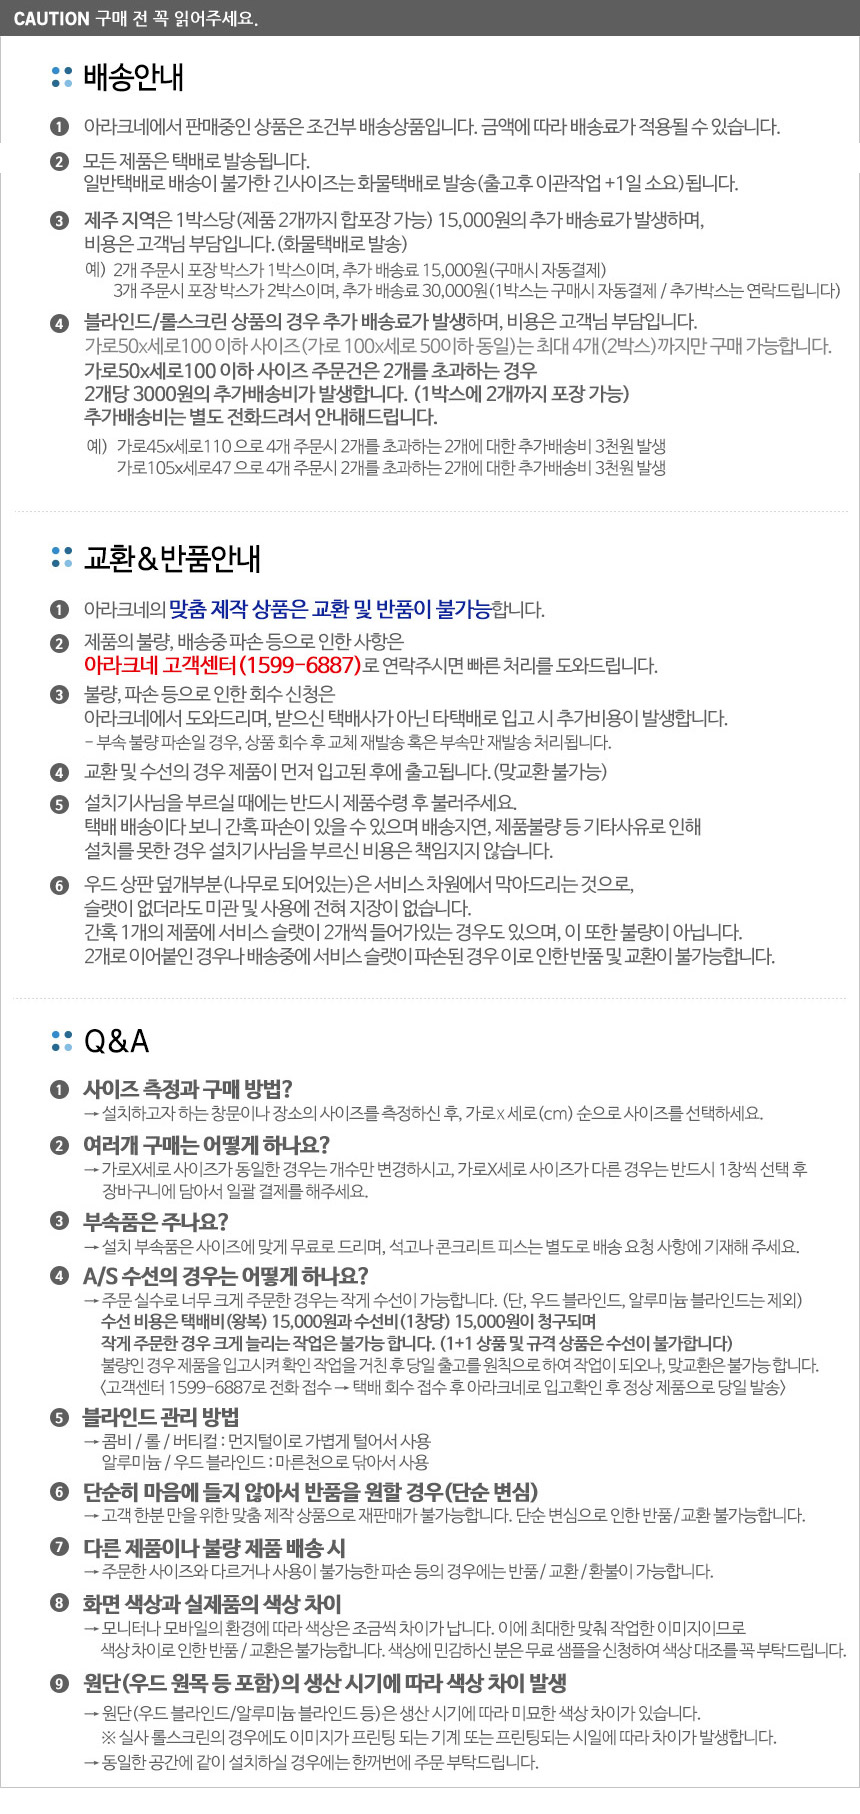 CAUTION 구매 전 꼭 읽어주세요.
배송안내
1 아라크네에서 판매중인 상품은 조건부 배송상품입니다. 금액에 따라 배송료가 적용될 수 있습니다.
2 모든 제품은 택배로 발송됩니다.
일반택배로 배송이 불가한 긴사이즈는 화물택배로 발송(출고후 이관작업 +1일 소요)됩니다.
3 제주 지역은 1박스당(제품 2개까지 합포장 가능) 15,000원의 추가 배송료가 발생하며,
비용은 고객님 부담입니다.(화물택배로 발송)
예) 2개 주문시 포장 박스가 1박스이며, 추가 배송료 15,000원(구매시 자동결제)
3개 주문시 포장 박스가 2박스이며, 추가 배송료 30,000원(1박스는 구매시 자동결제 / 추가박스는 연락드립니다)
4 블라인드/롤스크린 상품의 경우 추가 배송료가 발생하며, 비용은 고객님 부담입니다.
가로50x세로100 이하 사이즈(가로 100x세로 50이하 동일)는 최대 4개(2박스)까지만 구매 가능합니다.
가로50x세로100 이하 사이즈 주문건은 2개를 초과하는 경우
2개당 3000원의 추가배송비가 발생합니다. (1박스에 2개까지 포장 가능)
추가배송비는 별도 전화드려서 안내해드립니다.
예) 가로45x세로110 으로 4개 주문시 2개를 초과하는 2개에 대한 추가배송비 3천원 발생
가로105x세로47 으로 4개 주문시 2개를 초과하는 2개에 대한 추가배송비 3천원 발생
교환&반품안내
1 아라크네의 맞춤 제작 상품은 교환 및 반품이 불가능합니다.
2 제품의 불량, 배송중 파손 등으로 인한 사항은
아라크네 고객센터(1599-6887)로 연락주시면 빠른 처리를 도와드립니다.
3 불량, 파손 등으로 인한 회수 신청은
아라크네에서 도와드리며, 받으신 택배사가 아닌 타택배로 입고 시 추가비용이 발생합니다.
- 부속 불량 파손일 경우, 상품 회수 후 교체 재발송 혹은 부속만 재발송 처리됩니다.
4 교환 및 수선의 경우 제품이 먼저 입고된 후에 출고됩니다.(맞교환 불가능)
5 설치기사님을 부르실 때에는 반드시 제품수령 후 불러주세요.
택배 배송이다 보니 간혹 파손이 있을 수 있으며 배송지연, 제품불량 등 기타사유로 인해
설치를 못한 경우 설치기사님을 부르신 비용은 책임지지 않습니다.
6 우드 상판 덮개부분(나무로 되어있는)은 서비스 차원에서 막아드리는 것으로,
슬랫이 없더라도 미관 및 사용에 전혀 지장이 없습니다.
간혹 1개의 제품에 서비스 슬랫이 2개씩 들어가있는 경우도 있으며, 이 또한 불량이 아닙니다.
2개로 이어붙인 경우나 배송중에 서비스 슬랫이 파손된 경우 이로 인한 반품 및 교환이 불가능합니다.
Q&A
1 사이즈 측정과 구매 방법?
→ 설치하고자 하는 창문이나 장소의 사이즈를 측정하신 후, 가로 x 세로(cm) 순으로 사이즈를 선택하세요.
2 여러개 구매는 어떻게 하나요?
→ 가로X세로 사이즈가 동일한 경우는 개수만 변경하시고, 가로X세로 사이즈가 다른 경우는 반드시 1창씩 선택 후
장바구니에 담아서 일괄 결제를 해주세요.
3 부속품은 주나요?
→ 설치 부속품은 사이즈에 맞게 무료로 드리며, 석고나 콘크리트 피스는 별도로 배송 요청 사항에 기재해 주세요.
4 A/S 수선의 경우는 어떻게 하나요?
→ 주문 실수로 너무 크게 주문한 경우는 작게 수선이 가능합니다. (단, 우드 블라인드, 알루미늄 블라인드는 제외)
수선 비용은 택배비(왕복) 15,000원과 수선비(1창당) 15,000원이 청구되며
작게 주문한 경우 크게 늘리는 작업은 불가능 합니다. (1+1 상품 및 규격 상품은 수선이 불가합니다)
불량인 경우 제품을 입고시켜 확인 작업을 거친 후 당일 출고를 원칙으로 하여 작업이 되오나, 맞교환은 불가능 합니다.
<고객센터 1599-6887로 전화 접수 → 택배 회수 접수 후 아라크네로 입고확인 후 정상 제품으로 당일 발송>
5 블라인드 관리 방법
→ 콤비 / 롤 / 버티컬 : 먼지털이로 가볍게 털어서 사용
알루미늄 / 우드 블라인드 : 마른천으로 닦아서 사용
6 단순히 마음에 들지 않아서 반품을 원할 경우(단순 변심)
→ 고객 한분 만을 위한 맞춤 제작 상품으로 재판매가 불가능합니다. 단순 변심으로 인한 반품 / 교환 불가능합니다.
7 다른 제품이나 불량 제품 배송 시
→ 주문한 사이즈와 다르거나 사용이 불가능한 파손 등의 경우에는 반품 / 교환 / 환불이 가능합니다.
8 화면 색상과 실제품의 색상 차이
→ 모니터나 모바일의 환경에 따라 색상은 조금씩 차이가 납니다. 이에 최대한 맞춰 작업한 이미지이므로
색상 차이로 인한 반품 / 교환은 불가능합니다. 색상에 민감하신 분은 무료 샘플을 신청하여 색상 대조를 꼭 부탁드립니다.
9 원단(우드 원목 등 포함)의 생산 시기에 따라 색상 차이 발생
→ 원단(우드 블라인드/알루미늄 블라인드 등)은 생산 시기에 따라 미묘한 색상 차이가 있습니다.
※ 실사 롤스크린의 경우에도 이미지가 프린팅 되는 기계 또는 프린팅되는 시일에 따라 차이가 발생합니다.
→ 동일한 공간에 같이 설치하실 경우에는 한꺼번에 주문 부탁드립니다.